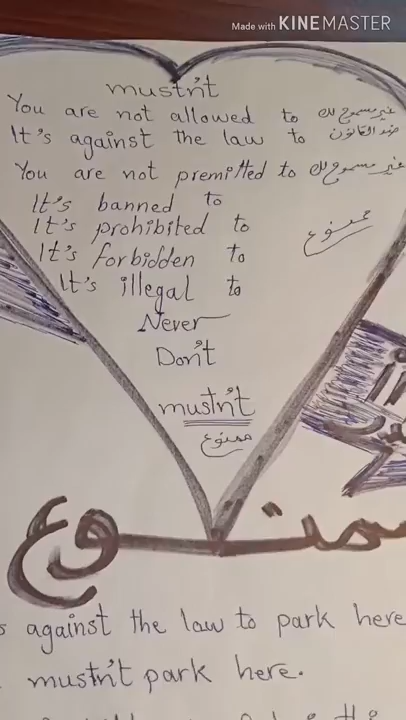 Made with KINEMASTER
mustn't
You are not allowed to غير مسموح لك
It's against the law to ضد القانون
You are not premitted to غير مسموح لك
It's banned to
It's prohibited to
It's forbidden to ممنوع
It's illegal to
Never
Don't
mustn't
ممنوع
ممنوع
against the law to park here
mustn't park here.